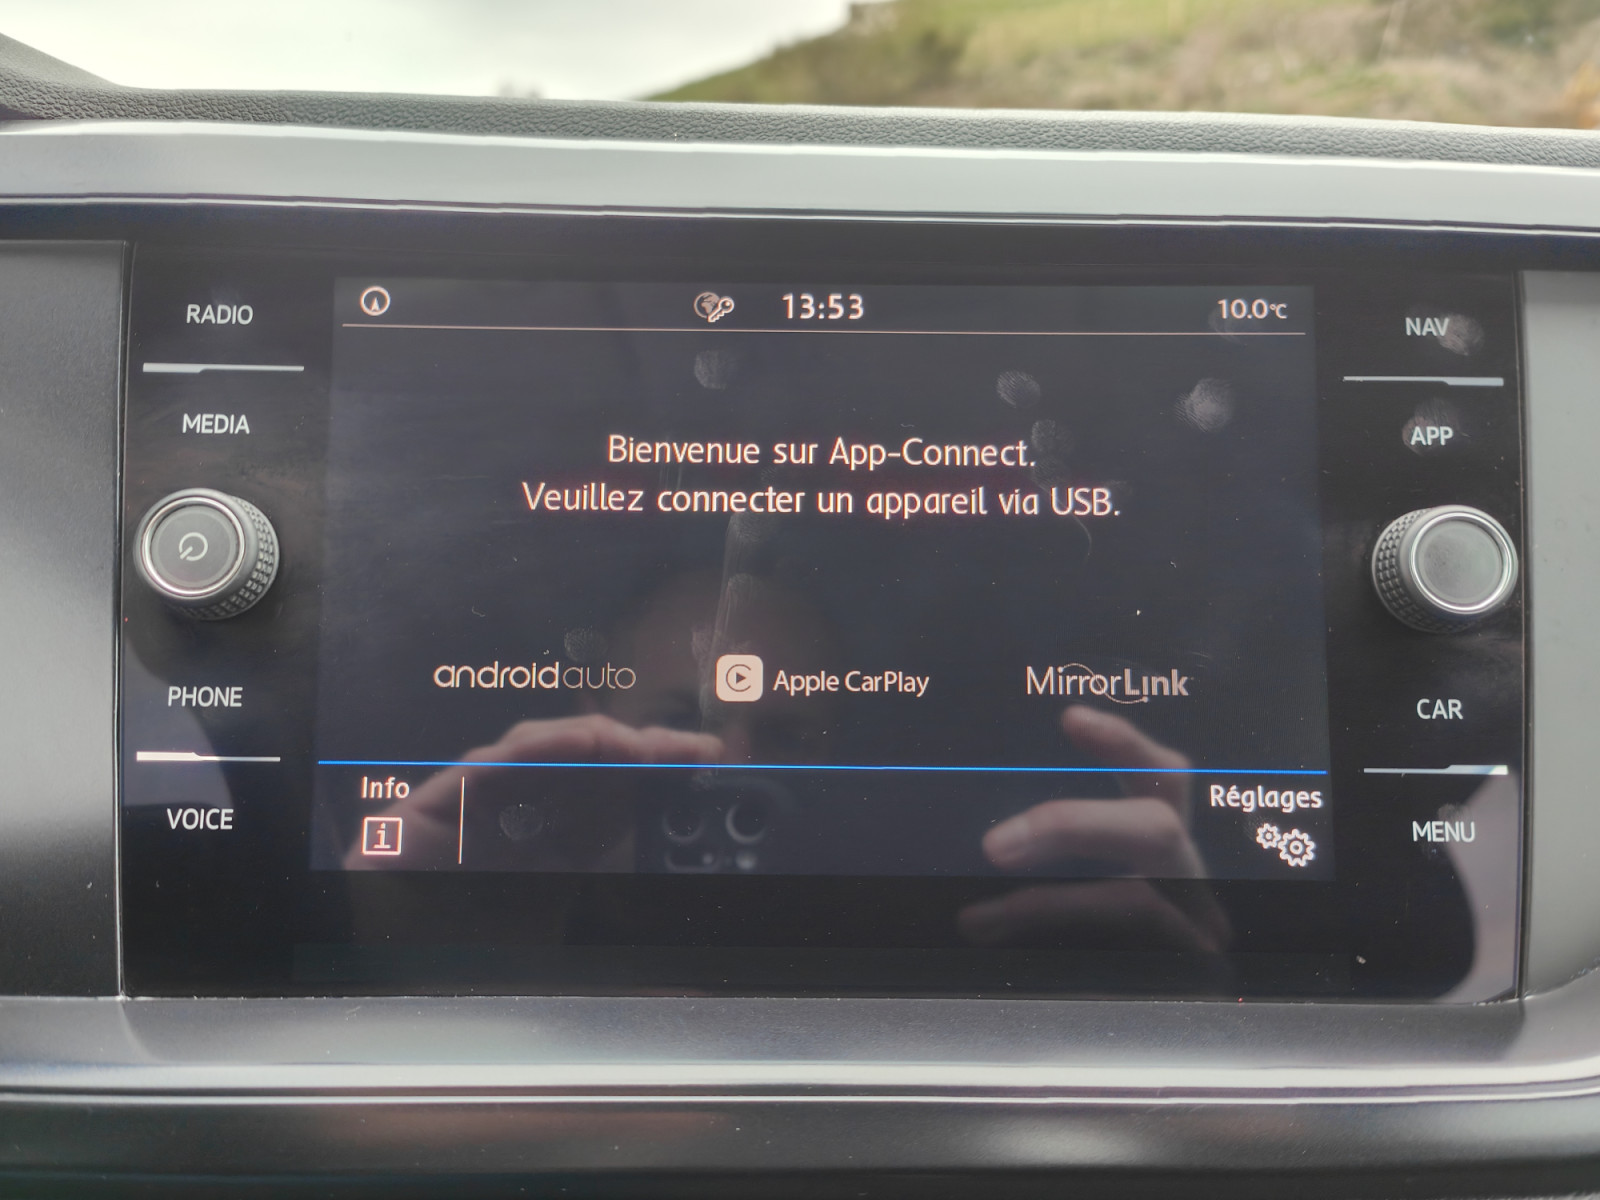 RADIO
MEDIA
PHONE
VOICE
13:53
10.0°C
Bienvenue sur App-Connect.
Veuillez connecter un appareil via USB.
androidauto
Apple CarPlay
MirrorLink
Info
i
Réglages
NAV
APP
CAR
MENU